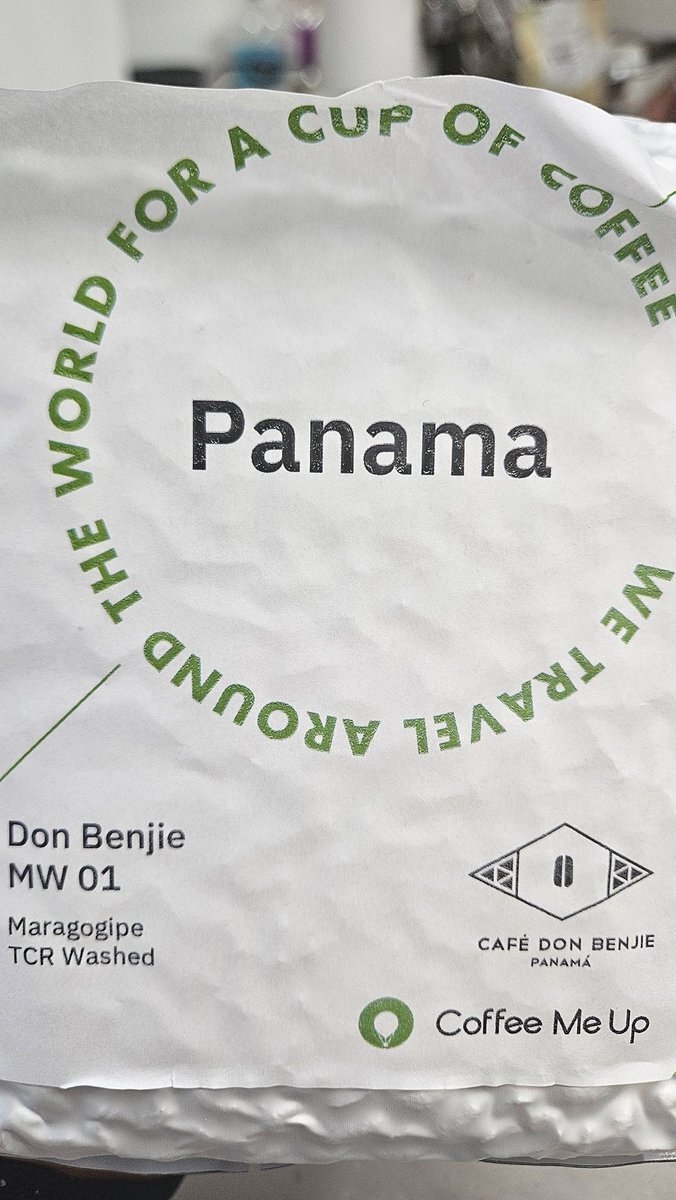 WE TRAVEL AROUND THE WORLD FOR A CUP OF COFFEE
Panama
Don Benjie
MW 01
Maragogipe
TCR Washed
CAFÉ DON BENJIE
PANAMÁ
Coffee Me Up